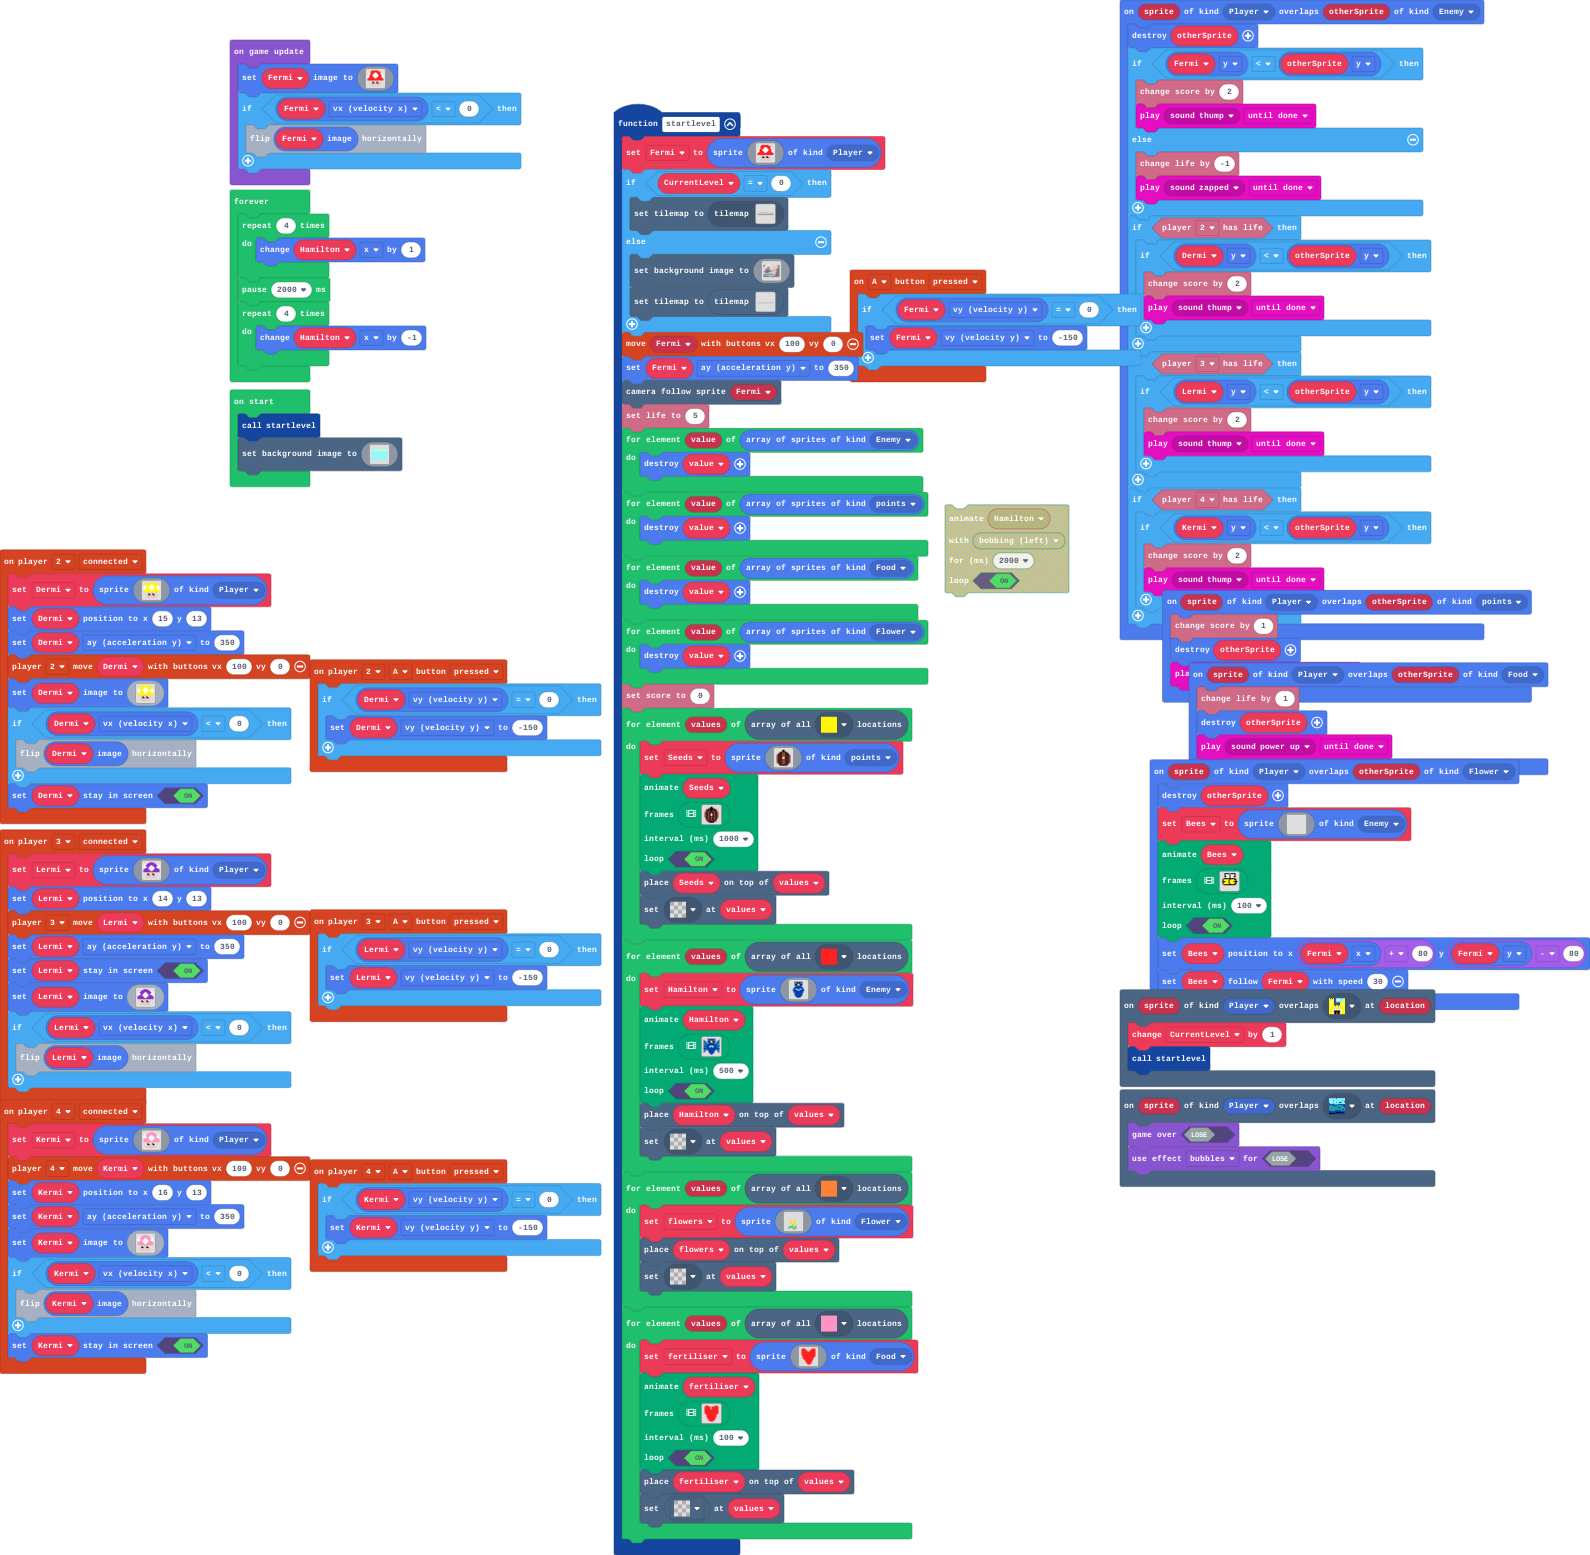 on game update
set Fermi image to
if Fermi vx (velocity x) < 0 then
flip Fermi image horizontally
forever
repeat 4 times
do change Hamilton x by 1
pause 2000 ms
repeat 4 times
do change Hamilton x by -1
on start
call startlevel
set background image to
on player 2 connected
set Dermi to sprite of kind Player
set Dermi position to x 15 y 13
set Dermi ay (acceleration y) to 350
player 2 move Dermi with buttons vx 100 vy 0
set Dermi image to
if Dermi vx (velocity x) < 0 then
flip Dermi image horizontally
set Dermi stay in screen ON
on player 2 A button pressed
if Dermi vy (velocity y) = 0 then
set Dermi vy (velocity y) to -150
on player 3 connected
set Lermi to sprite of kind Player
set Lermi position to x 14 y 13
player 3 move Lermi with buttons vx 100 vy 0
set Lermi ay (acceleration y) to 350
set Lermi stay in screen ON
set Lermi image to
if Lermi vx (velocity x) < 0 then
flip Lermi image horizontally
on player 3 A button pressed
if Lermi vy (velocity y) = 0 then
set Lermi vy (velocity y) to -150
on player 4 connected
set Kermi to sprite of kind Player
player 4 move Kermi with buttons vx 100 vy 0
set Kermi position to x 16 y 13
set Kermi ay (acceleration y) to 350
set Kermi image to
if Kermi vx (velocity x) < 0 then
flip Kermi image horizontally
set Kermi stay in screen ON
on player 4 A button pressed
if Kermi vy (velocity y) = 0 then
set Kermi vy (velocity y) to -150
function startlevel
set Fermi to sprite of kind Player
if CurrentLevel = 0 then
set tilemap to tilemap
else
set background image to
set tilemap to tilemap
move Fermi with buttons vx 100 vy 0
set Fermi ay (acceleration y) to 350
camera follow sprite Fermi
set life to 5
for element value of array of sprites of kind Enemy
do destroy value
for element value of array of sprites of kind points
do destroy value
for element value of array of sprites of kind Food
do destroy value
for element value of array of sprites of kind Flower
do destroy value
set score to 0
for element values of array of all locations
do set Seeds to sprite of kind points
animate Seeds
frames
interval (ms) 1000
loop ON
place Seeds on top of values
set at values
for element values of array of all locations
do set Hamilton to sprite of kind Enemy
animate Hamilton
frames
interval (ms) 500
loop ON
place Hamilton on top of values
set at values
for element values of array of all locations
do set flowers to sprite of kind Flower
place flowers on top of values
set at values
for element values of array of all locations
do set fertiliser to sprite of kind Food
animate fertiliser
frames
interval (ms) 100
loop ON
place fertiliser on top of values
set at values
on A button pressed
if Fermi vy (velocity y) = 0 then
set Fermi vy (velocity y) to -150
animate Hamilton
with bobbing (left)
for (ms) 2000
loop ON
on sprite of kind Player overlaps otherSprite of kind Enemy
destroy otherSprite
if Fermi y < otherSprite y then
change score by 2
play sound thump until done
else
change life by -1
play sound zapped until done
if player 2 has life then
if Dermi y < otherSprite y then
change score by 2
play sound thump until done
player 3 has life then
if Lermi y < otherSprite y then
change score by 2
play sound thump until done
if player 4 has life then
if Kermi y < otherSprite y then
change score by 2
play sound thump until done
on sprite of kind Player overlaps otherSprite of kind points
change score by 1
destroy otherSprite
pla
on sprite of kind Player overlaps otherSprite of kind Food
change life by 1
destroy otherSprite
play sound power up until done
on sprite of kind Player overlaps otherSprite of kind Flower
destroy otherSprite
set Bees to sprite of kind Enemy
animate Bees
frames
interval (ms) 100
loop ON
set Bees position to x Fermi x + 80 y Fermi y - 80
set Bees follow Fermi with speed 30
on sprite of kind Player overlaps at location
change CurrentLevel by 1
call startlevel
on sprite of kind Player overlaps at location
game over LOSE
use effect bubbles for LOSE